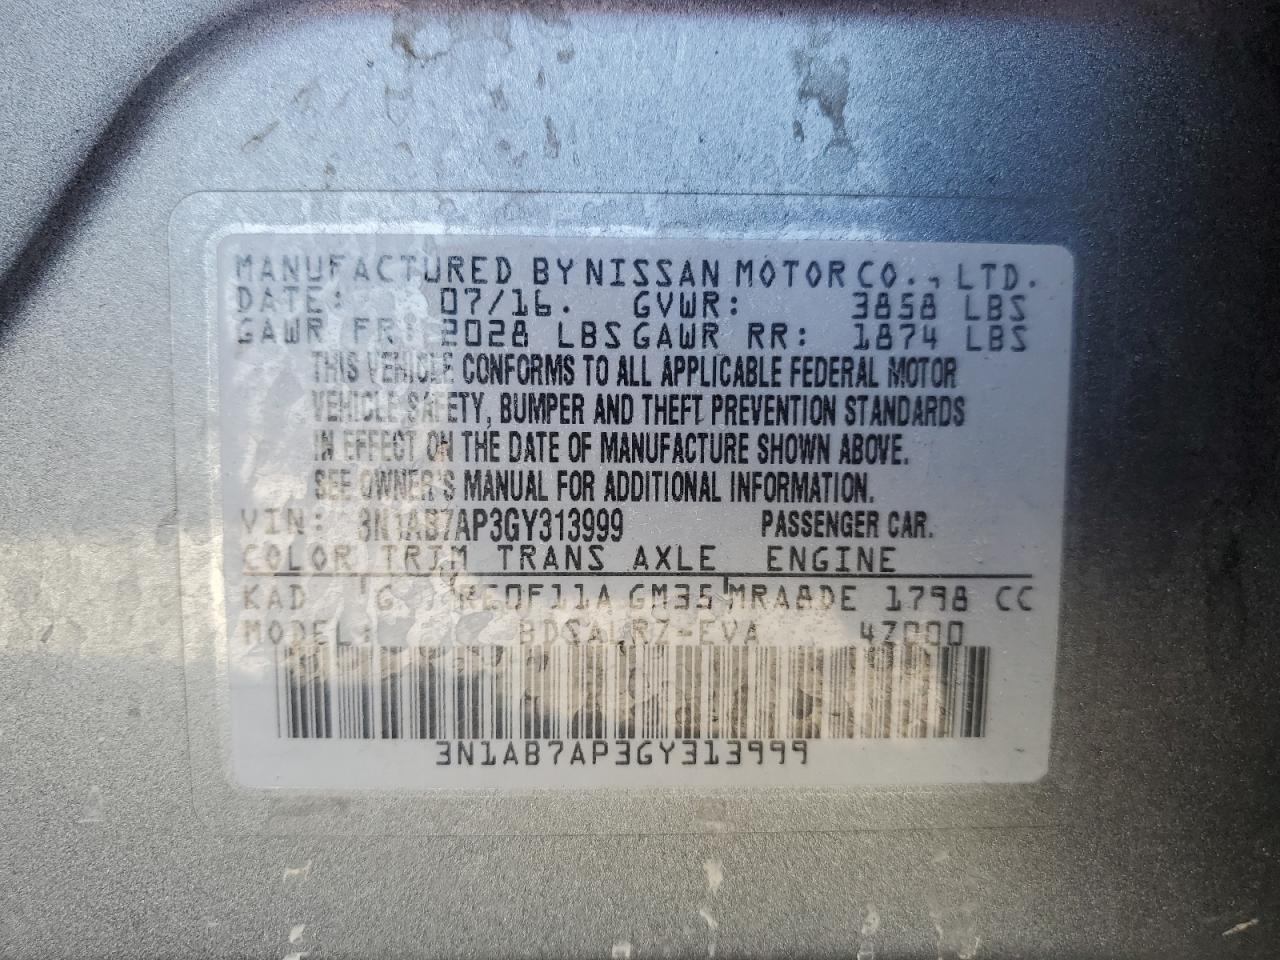 MANUFACTURED BY NISSAN MOTOR CO., LTD.
DATE: 07/16. GVWR: 3858 LBS
GAWR FR: 2028 LBS GAWR RR: 1874 LBS
THIS VEHICLE CONFORMS TO ALL APPLICABLE FEDERAL MOTOR
VEHICLE SAFETY, BUMPER AND THEFT PREVENTION STANDARDS
IN EFFECT ON THE DATE OF MANUFACTURE SHOWN ABOVE.
SEE OWNER'S MANUAL FOR ADDITIONAL INFORMATION.
VIN: 3N1AB7AP3GY313999 PASSENGER CAR.
COLOR TRIM TRANS AXLE ENGINE
KAD G RE0F11A GM35 MRA8DE 1798 CC
MODEL: BDSALRZ-EVA 4Z000
3N1AB7AP3GY313999